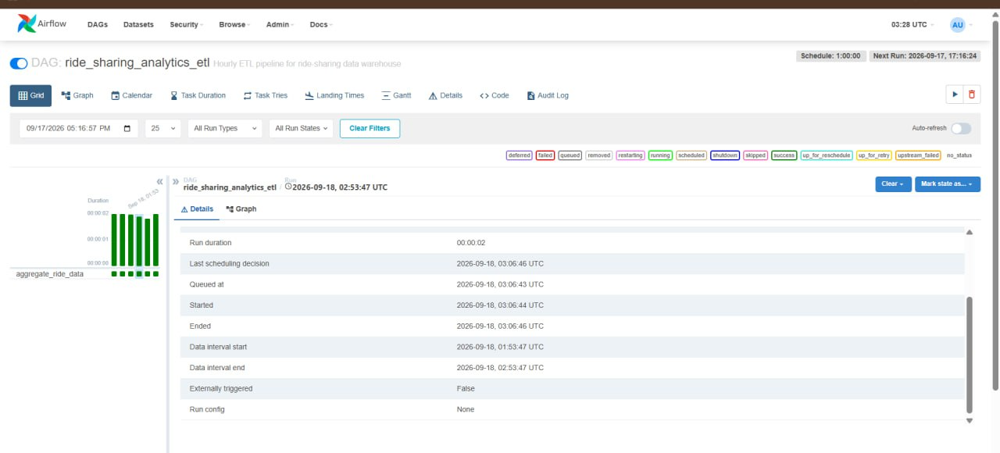 Airflow DAGs Datasets Security Browse Admin Docs 03:28 UTC AU
DAG: ride_sharing_analytics_etl Hourly ETL pipeline for ride-sharing data warehouse Schedule: 1:00:00 Next Run: 2026-09-17, 17:16:24
Grid Graph Calendar Task Duration Task Tries Landing Times Gantt Details <> Code Audit Log
09/17/2026 05:16:57 PM 25 All Run Types All Run States Clear Filters Auto-refresh
deferred failed queued removed restarting running scheduled shutdown skipped success up_for_reschedule up_for_retry upstream_failed no_status
DAG Run
ride_sharing_analytics_etl / 2026-09-18, 02:53:47 UTC Clear Mark state as...
Sep 18, 01:53
Duration
00:00:02
00:00:01
00:00:00
aggregate_ride_data
Details Graph
Run duration 00:00:02
Last scheduling decision 2026-09-18, 03:06:46 UTC
Queued at 2026-09-18, 03:06:43 UTC
Started 2026-09-18, 03:06:44 UTC
Ended 2026-09-18, 03:06:46 UTC
Data interval start 2026-09-18, 01:53:47 UTC
Data interval end 2026-09-18, 02:53:47 UTC
Externally triggered False
Run config None